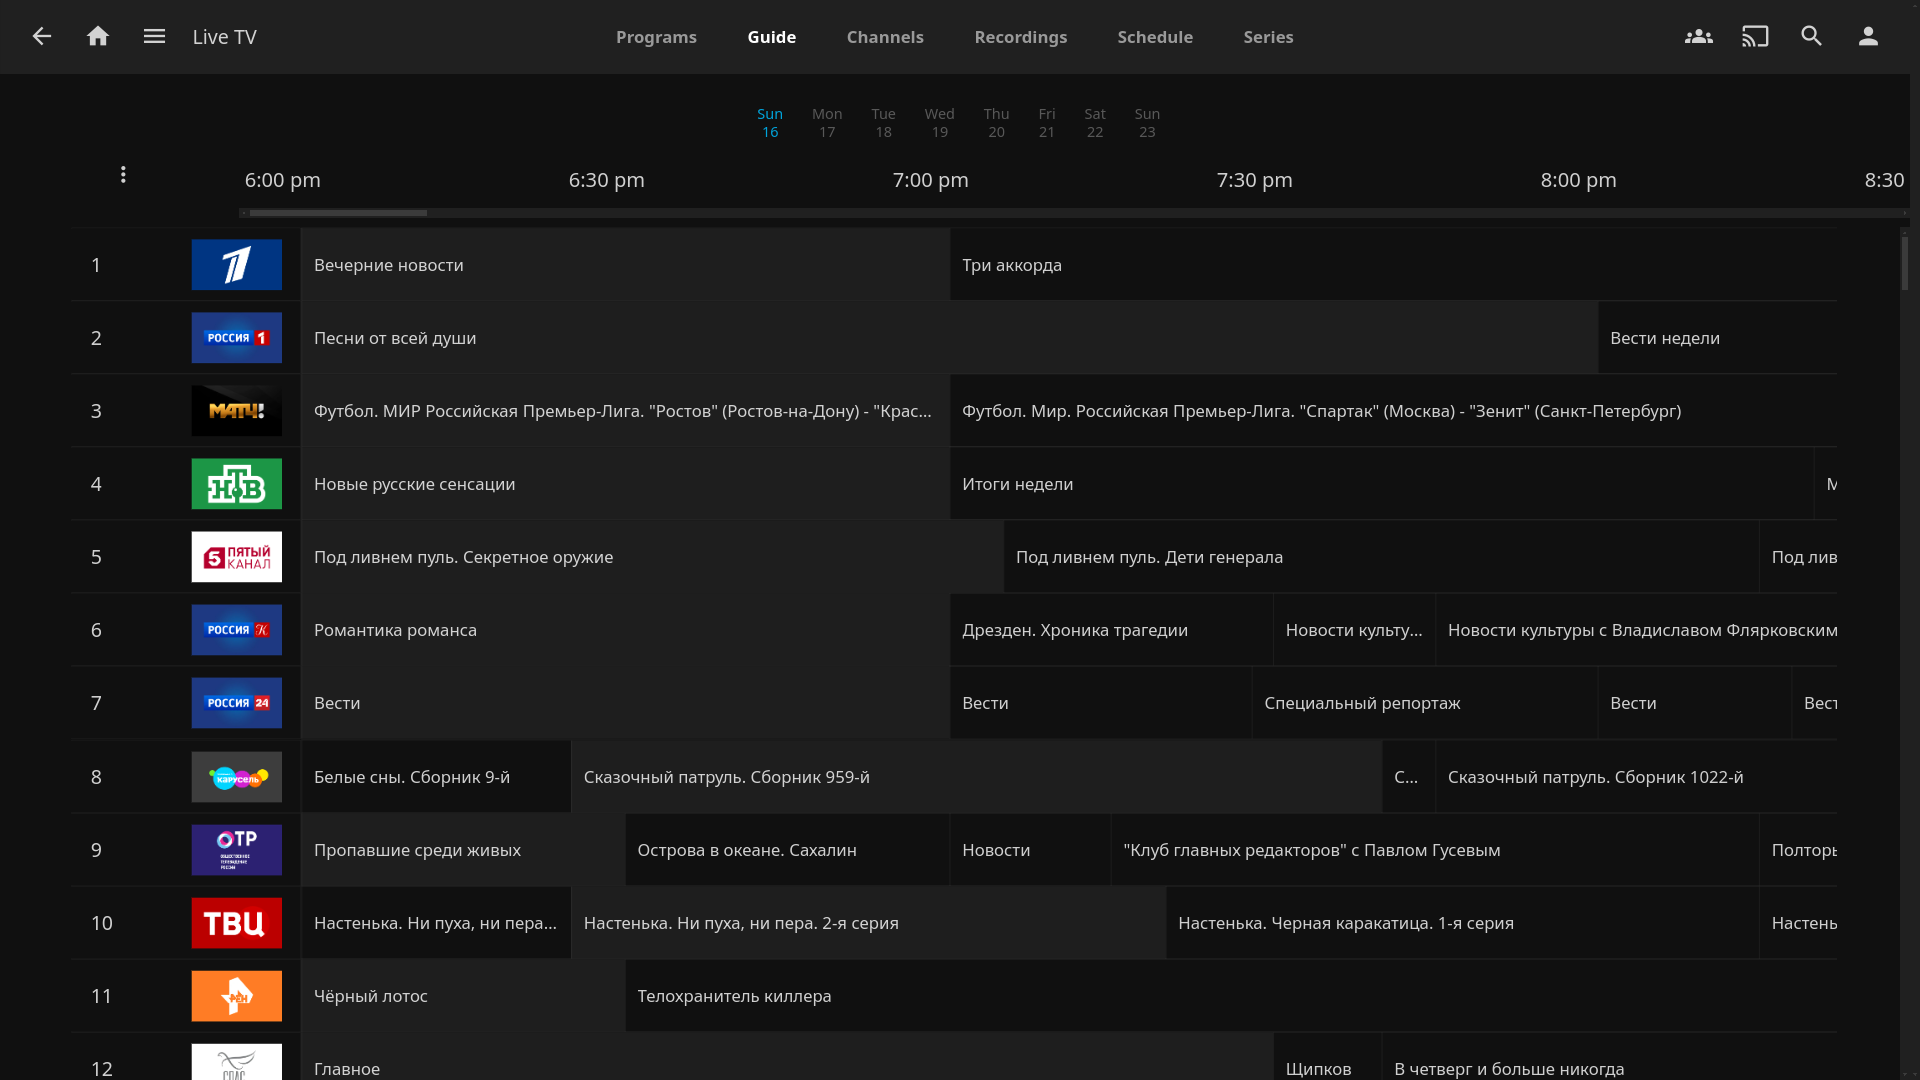 Live TV
Programs Guide Channels Recordings Schedule Series
Sun Mon Tue Wed Thu Fri Sat Sun
16 17 18 19 20 21 22 23
6:00 pm 6:30 pm 7:00 pm 7:30 pm 8:00 pm 8:30
1 Вечерние новости Три аккорда
2 РОССИЯ 1 Песни от всей души Вести недели
3 МАТЧ! Футбол. МИР Российская Премьер-Лига. "Ростов" (Ростов-на-Дону) - "Крас... Футбол. Мир. Российская Премьер-Лига. "Спартак" (Москва) - "Зенит" (Санкт-Петербург)
4 НТВ Новые русские сенсации Итоги недели
5 5 ПЯТЫЙ КАНАЛ Под ливнем пуль. Секретное оружие Под ливнем пуль. Дети генерала Под лив
6 РОССИЯ К Романтика романса Дрезден. Хроника трагедии Новости культу... Новости культуры с Владиславом Флярковским
7 РОССИЯ 24 Вести Вести Специальный репортаж Вести Вест
8 карусель Белые сны. Сборник 9-й Сказочный патруль. Сборник 959-й С... Сказочный патруль. Сборник 1022-й
9 ОТР ОБЩЕСТВЕННОЕ ТЕЛЕВИДЕНИЕ РОССИИ Пропавшие среди живых Острова в океане. Сахалин Новости "Клуб главных редакторов" с Павлом Гусевым Полторы
10 ТВЦ Настенька. Ни пуха, ни пера... Настенька. Ни пуха, ни пера. 2-я серия Настенька. Черная каракатица. 1-я серия Настень
11 РЕН Чёрный лотос Телохранитель киллера
12 СПАС Главное Щипков В четверг и больше никогда